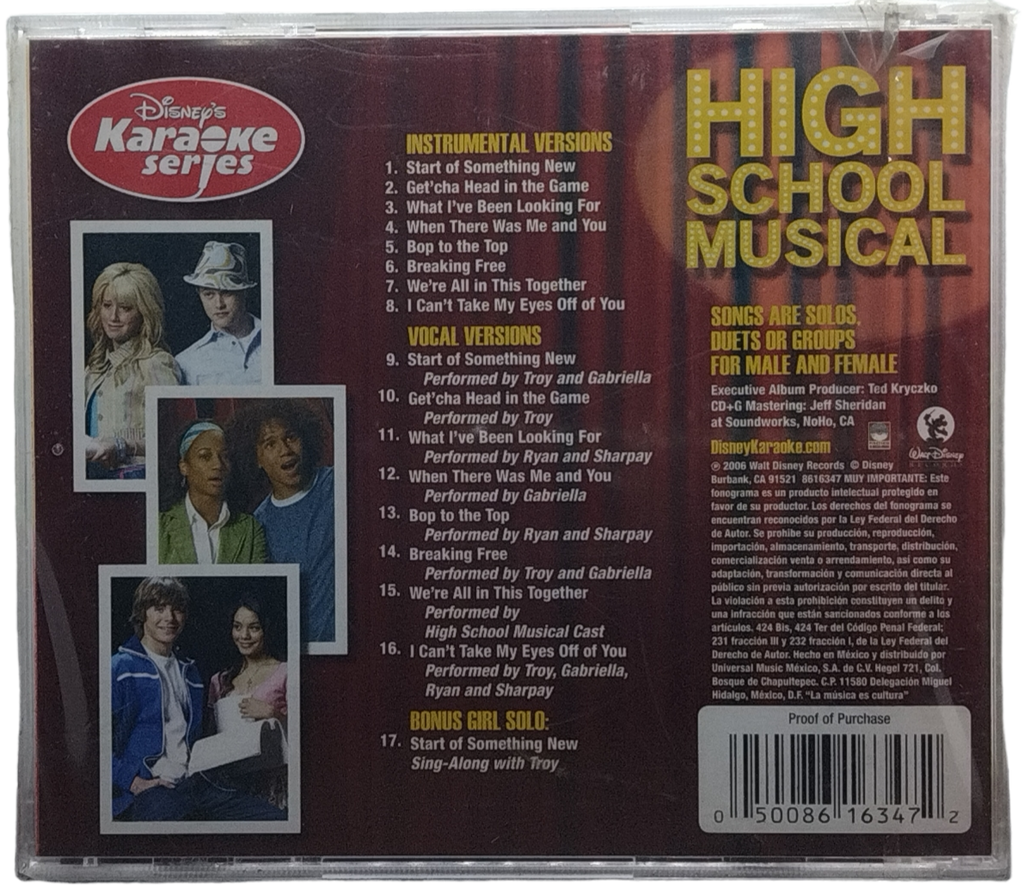 Disney's
Karaoke
series
INSTRUMENTAL VERSIONS
1. Start of Something New
2. Get'cha Head in the Game
3. What I've Been Looking For
4. When There Was Me and You
5. Bop to the Top
6. Breaking Free
7. We're All in This Together
8. I Can't Take My Eyes Off of You
VOCAL VERSIONS
9. Start of Something New
Performed by Troy and Gabriella
10. Get'cha Head in the Game
Performed by Troy
11. What I've Been Looking For
Performed by Ryan and Sharpay
12. When There Was Me and You
Performed by Gabriella
13. Bop to the Top
Performed by Ryan and Sharpay
14. Breaking Free
Performed by Troy and Gabriella
15. We're All in This Together
Performed by
High School Musical Cast
16. I Can't Take My Eyes Off of You
Performed by Troy, Gabriella,
Ryan and Sharpay
BONUS GIRL SOLO:
17. Start of Something New
Sing-Along with Troy
HIGH
SCHOOL
MUSICAL
SONGS ARE SOLOS,
DUETS OR GROUPS
FOR MALE AND FEMALE
Executive Album Producer: Ted Kryczko
CD+G Mastering: Jeff Sheridan
at Soundworks, NoHo, CA
DisneyKaraoke.com
Walt Disney
RECORDS
℗ 2006 Walt Disney Records © Disney
Burbank, CA 91521 8616347 MUY IMPORTANTE: Este
fonograma es un producto intelectual protegido en
favor de su productor. Los derechos del fonograma se
encuentran reconocidos por la Ley Federal del Derecho
de Autor. Se prohibe su producción, reproducción,
importación, almacenamiento, transporte, distribución,
comercialización venta o arrendamiento, así como su
adaptación, transformación y comunicación directa al
público sin previa autorización por escrito del titular.
La violación a esta prohibición constituyen un delito y
una infracción que están sancionados conforme a los
artículos. 424 Bis, 424 Ter del Código Penal Federal;
231 fracción III y 232 fracción I, de la Ley Federal del
Derecho de Autor. Hecho en México y distribuido por
Universal Music México, S.A. de C.V. Hegel 721, Col.
Bosque de Chapultepec. C.P. 11580 Delegación Miguel
Hidalgo, México, D.F. "La música es cultura"
Proof of Purchase
0 50086 16347 2